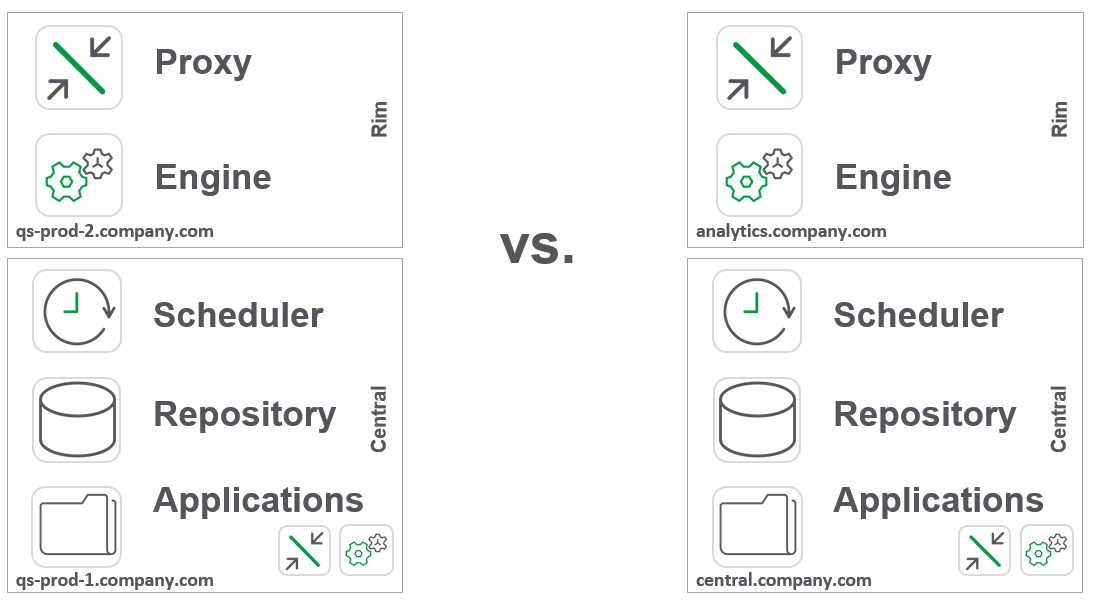 Proxy
Rim
Engine
qs-prod-2.company.com
Scheduler
Repository
Central
Applications
qs-prod-1.company.com
vs.
Proxy
Rim
Engine
analytics.company.com
Scheduler
Repository
Central
Applications
central.company.com